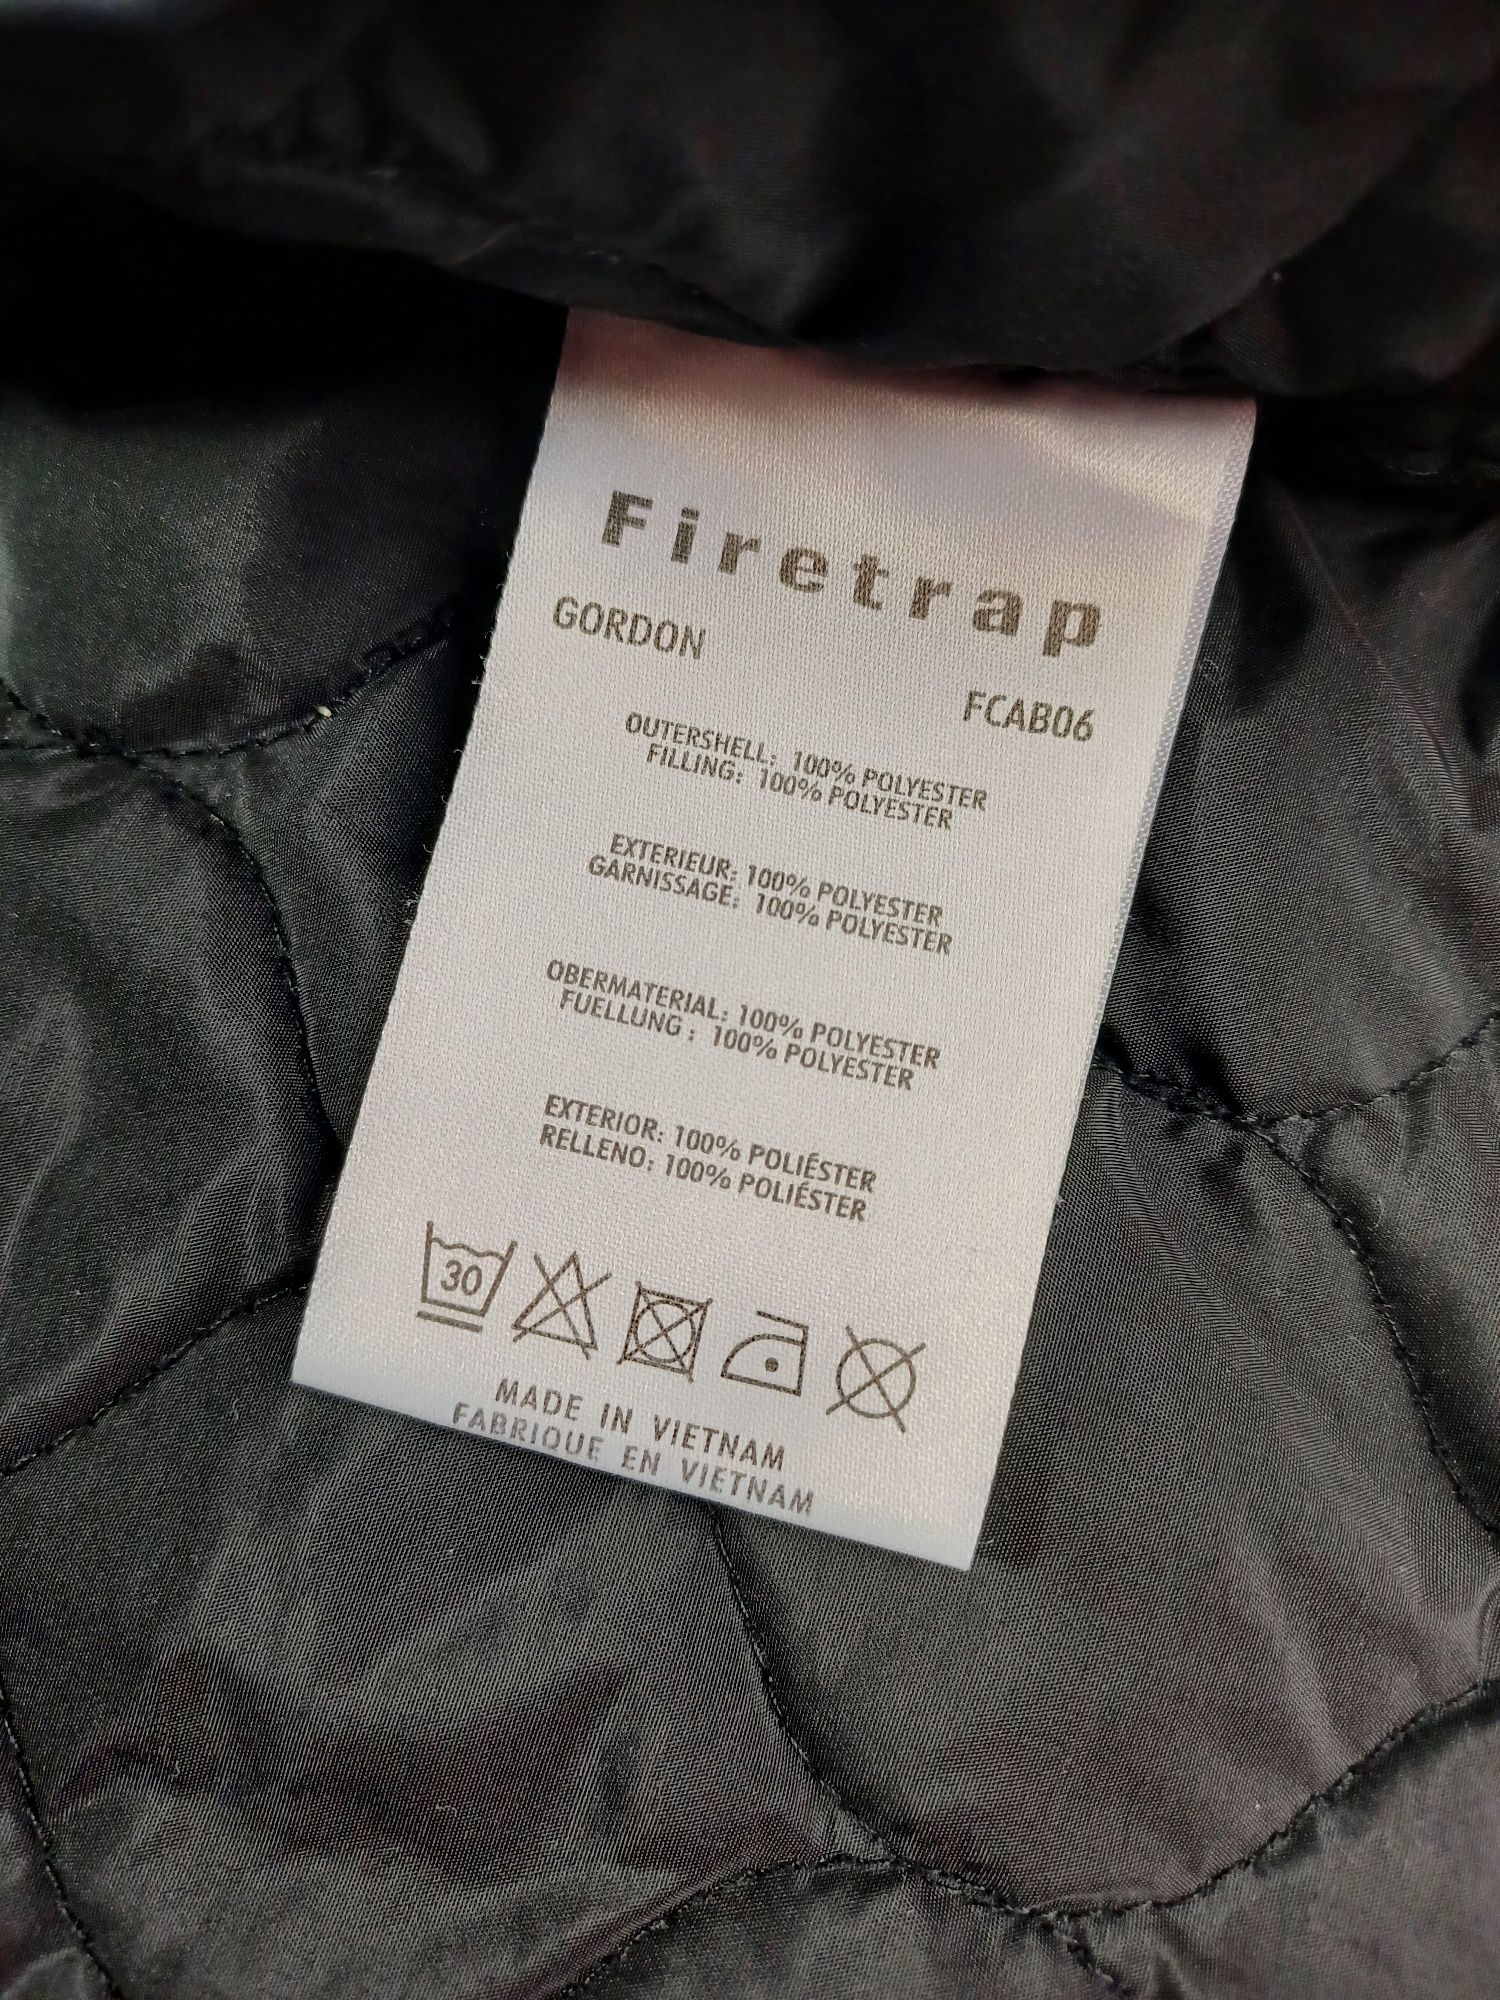 Firetrap
GORDON
FCAB06
OUTERSHELL: 100% POLYESTER
FILLING: 100% POLYESTER
EXTERIEUR: 100% POLYESTER
GARNISSAGE: 100% POLYESTER
OBERMATERIAL: 100% POLYESTER
FUELLUNG : 100% POLYESTER
EXTERIOR: 100% POLIÉSTER
RELLENO: 100% POLIÉSTER
30
MADE IN VIETNAM
FABRIQUE EN VIETNAM